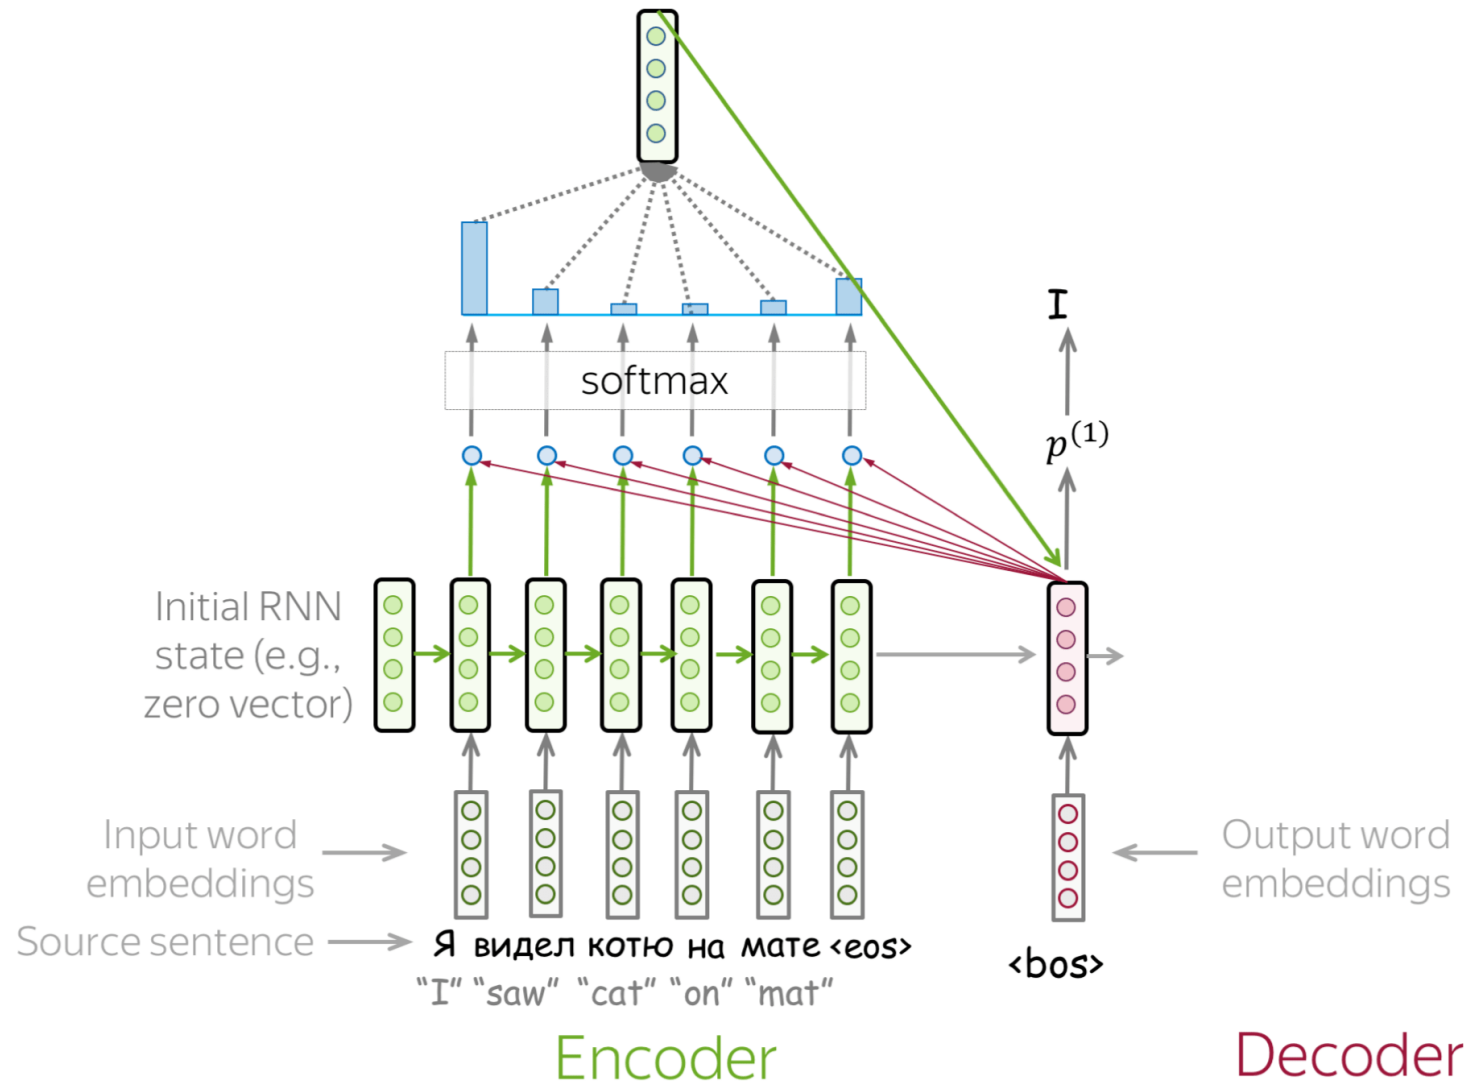 softmax
I
p^{(1)}
Initial RNN
state (e.g.,
zero vector)
Input word
embeddings
Output word
embeddings
Source sentence
Я видел котю на мате <eos>
"I" "saw" "cat" "on" "mat"
<bos>
Encoder
Decoder